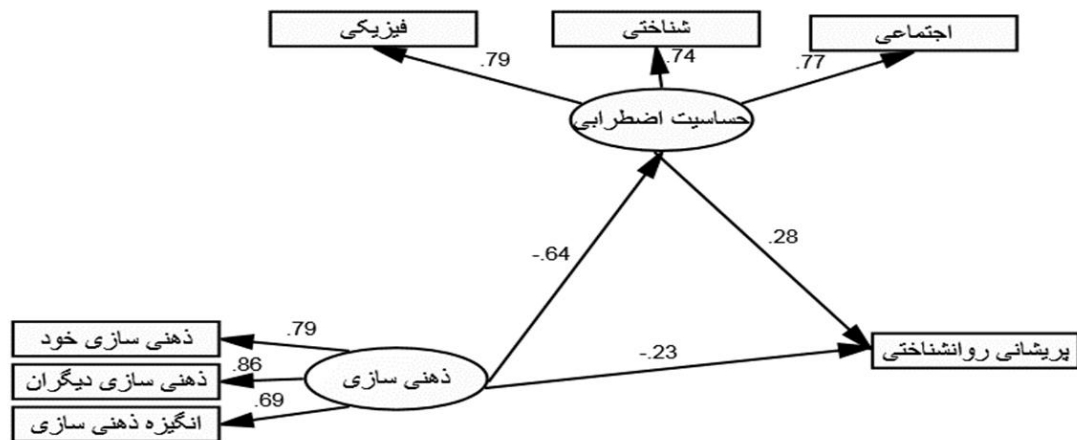 فیزیکی
شناختی
اجتماعی
.79
.74
.77
حساسیت اضطرابی
-.64
.28
ذهنی سازی خود
.79
-.23
پریشانی روانشناختی
ذهنی سازی دیگران
.86
ذهنی سازی
انگیزه ذهنی سازی
.69